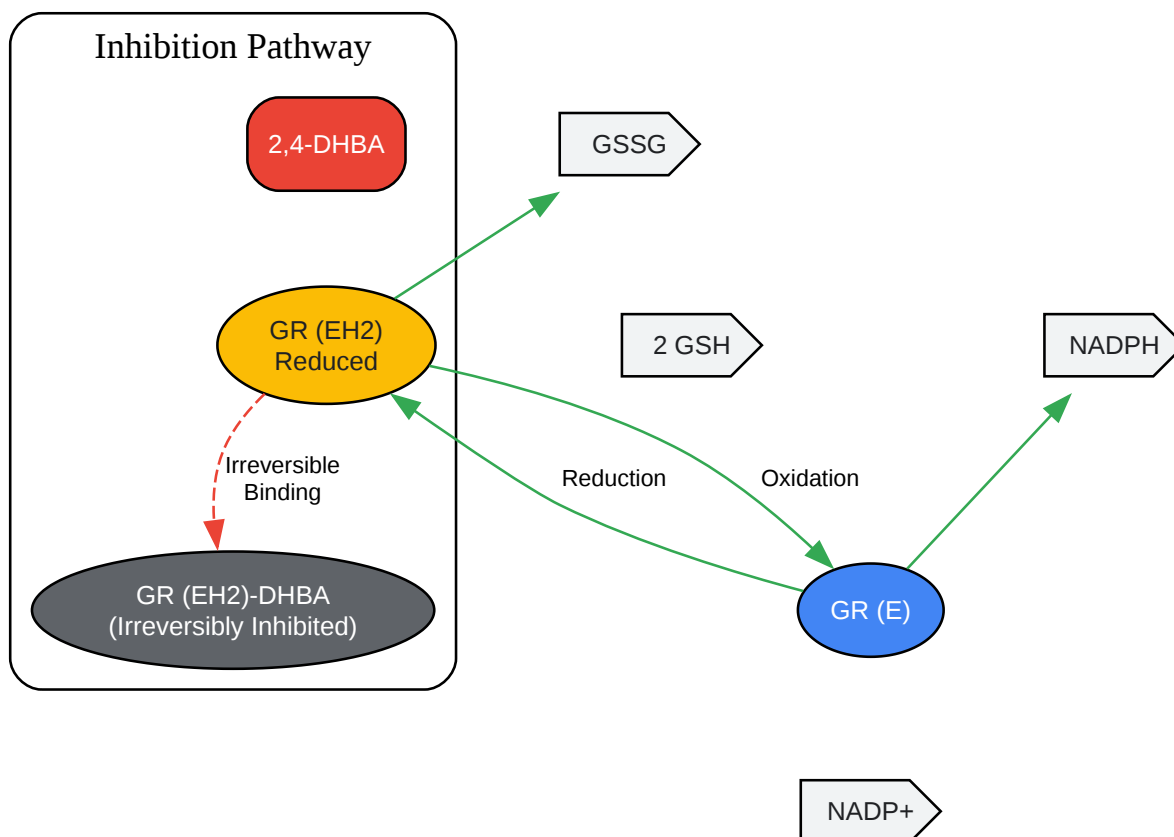 Inhibition Pathway
2,4-DHBA
GSSG
GR (EH2)
Reduced
2 GSH
NADPH
Irreversible
Binding
Reduction
Oxidation
GR (EH2)-DHBA
(Irreversibly Inhibited)
GR (E)
NADP+